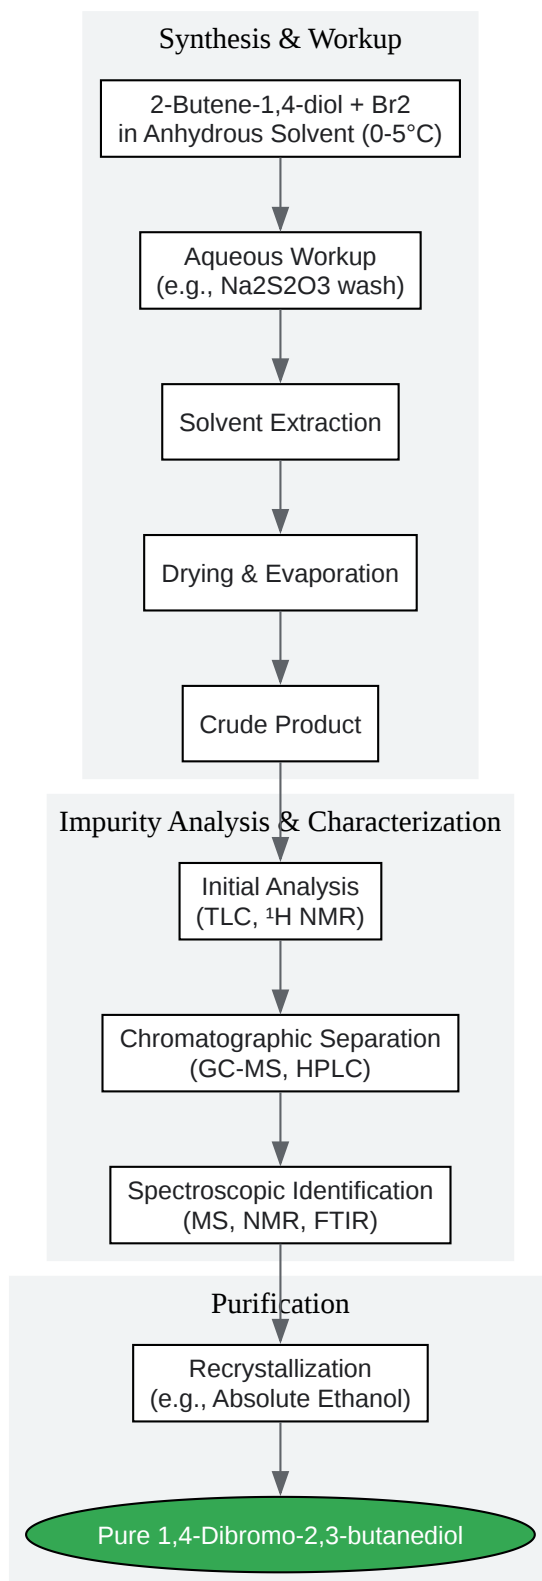 Synthesis & Workup
2-Butene-1,4-diol + Br2
in Anhydrous Solvent (0-5°C)
Aqueous Workup
(e.g., Na2S2O3 wash)
Solvent Extraction
Drying & Evaporation
Crude Product
Impurity Analysis & Characterization
Initial Analysis
(TLC, ¹H NMR)
Chromatographic Separation
(GC-MS, HPLC)
Spectroscopic Identification
(MS, NMR, FTIR)
Purification
Recrystallization
(e.g., Absolute Ethanol)
Pure 1,4-Dibromo-2,3-butanediol